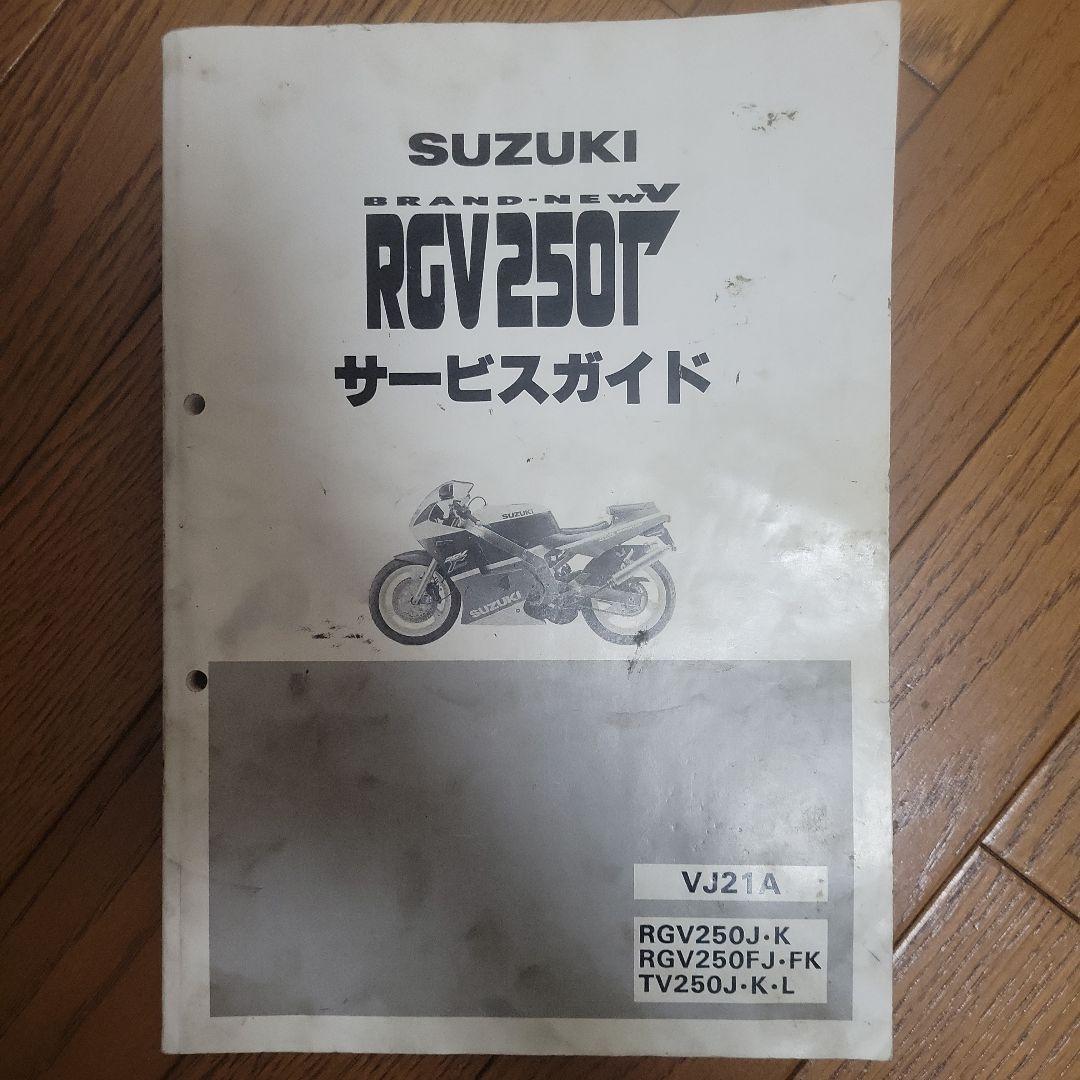 SUZUKI
BRAND-NEW V
RGV250Γ
サービスガイド
SUZUKI
SUZUKI
VJ21A
RGV250J・K
RGV250FJ・FK
TV250J・K・L